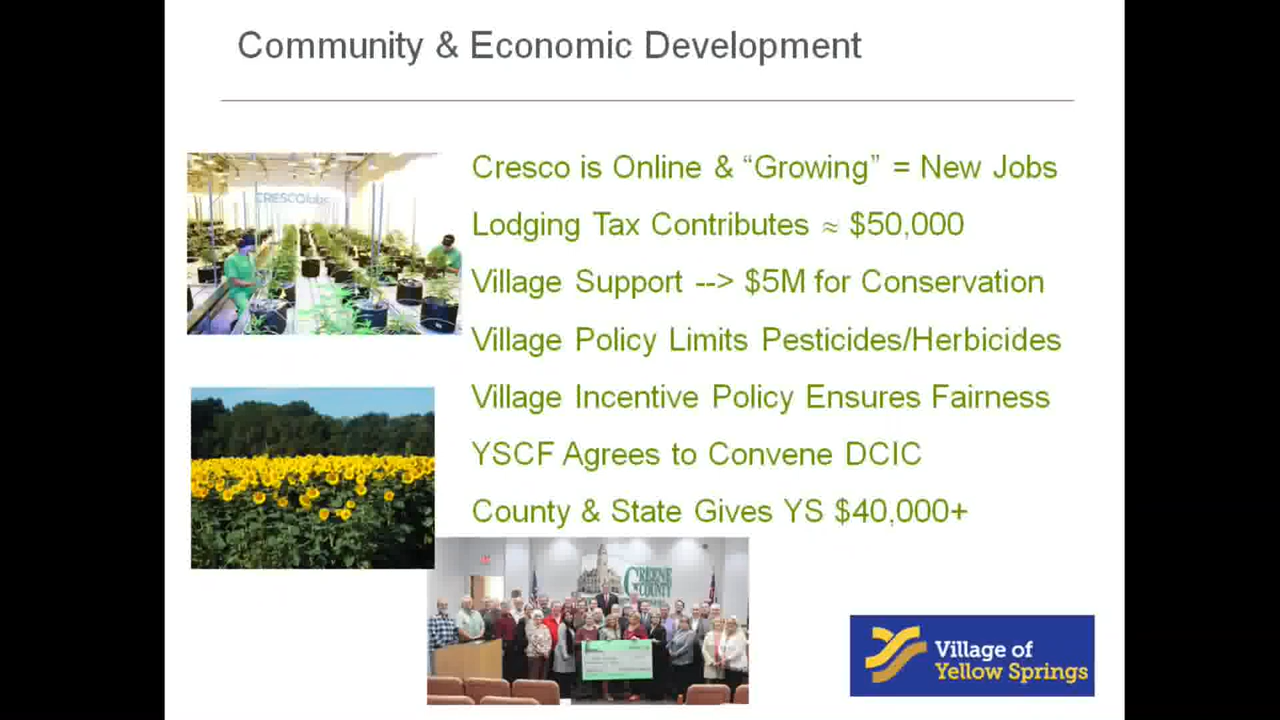 Community & Economic Development
CRESCOlabs
Cresco is Online & “Growing” = New Jobs
Lodging Tax Contributes ≈ $50,000
Village Support --> $5M for Conservation
Village Policy Limits Pesticides/Herbicides
Village Incentive Policy Ensures Fairness
YSCF Agrees to Convene DCIC
County & State Gives YS $40,000+
GREENE
COUNTY
Village of
Yellow Springs